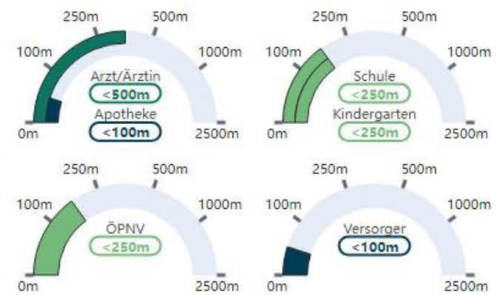 250m 500m
100m 1000m
Arzt/Ärztin
<500m
Apotheke
<100m
0m 2500m
250m 500m
100m 1000m
Schule
<250m
Kindergarten
<250m
0m 2500m
250m 500m
100m 1000m
ÖPNV
<250m
0m 2500m
250m 500m
100m 1000m
Versorger
<100m
0m 2500m